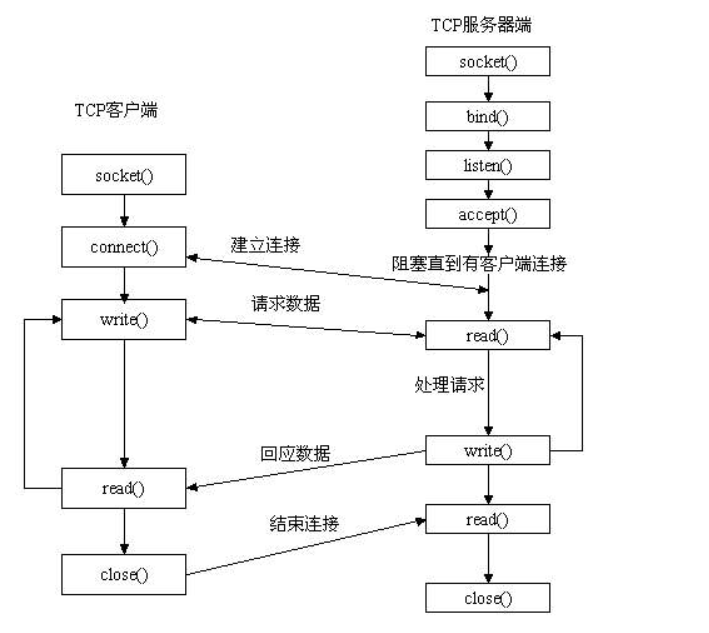 TCP服务器端
socket()
bind()
TCP客户端
listen()
socket()
accept()
connect()
建立连接
阻塞直到有客户端连接
请求数据
write()
read()
处理请求
回应数据
write()
read()
结束连接
read()
close()
close()